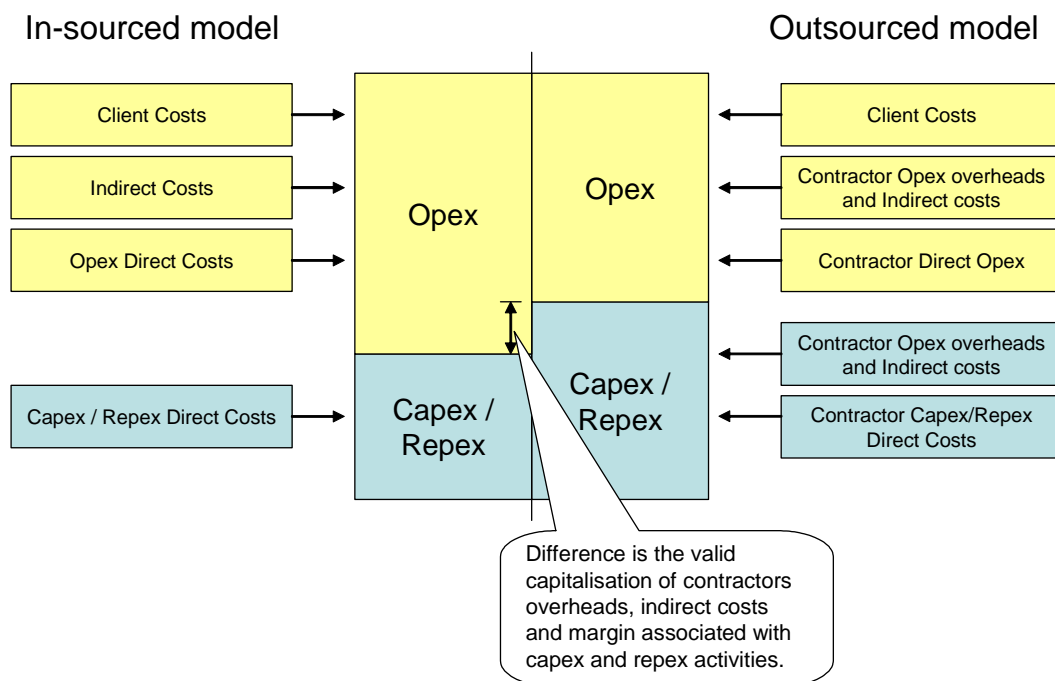 In-sourced model
Outsourced model
Client Costs
Indirect Costs
Opex Direct Costs
Capex / Repex Direct Costs
Opex
Capex /
Repex
Opex
Capex /
Repex
Client Costs
Contractor Opex overheads
and Indirect costs
Contractor Direct Opex
Contractor Opex overheads
and Indirect costs
Contractor Capex/Repex
Direct Costs
Difference is the valid
capitalisation of contractors
overheads, indirect costs
and margin associated with
capex and repex activities.